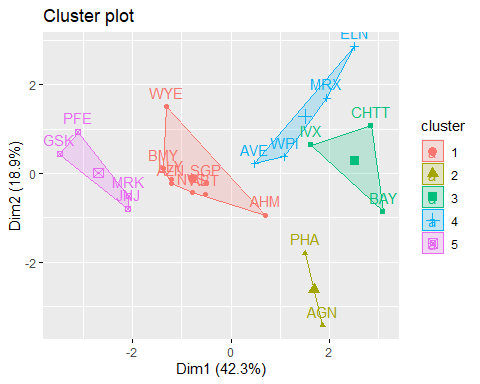 Cluster plot
ELN
MRX
WYE
CHTT
PFE
IVX
GSK
AVE
WPI
BMY
AZN
SGP
MRK
JNJ
AHM
BAY
PHA
AGN
2
0
-2
-2
0
2
Dim2 (18.9%)
Dim1 (42.3%)
cluster
1
2
3
4
5